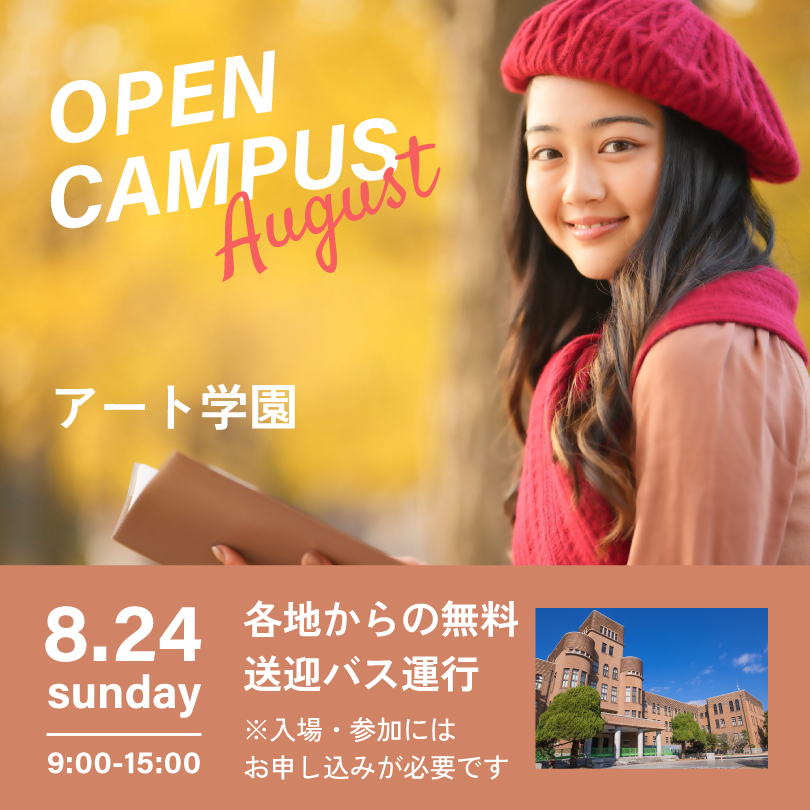 OPEN
CAMPUS
August
アート学園
8.24
sunday
9:00-15:00
各地からの無料
送迎バス運行
※入場・参加には
お申し込みが必要です